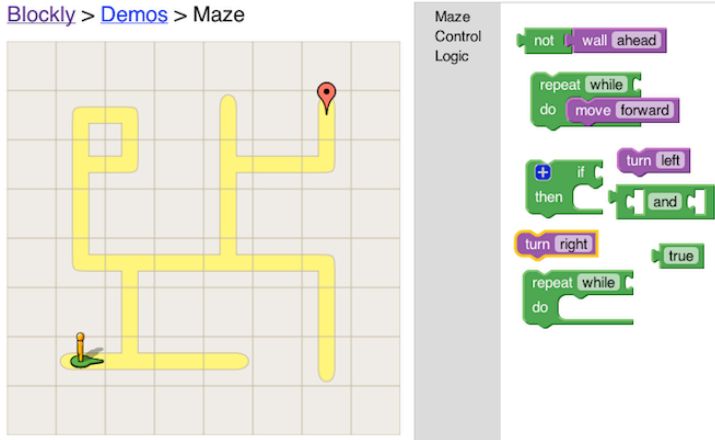 Blockly > Demos > Maze
Maze
Control
Logic
not wall ahead
repeat while
do move forward
turn left
if
then
and
turn right
true
repeat while
do